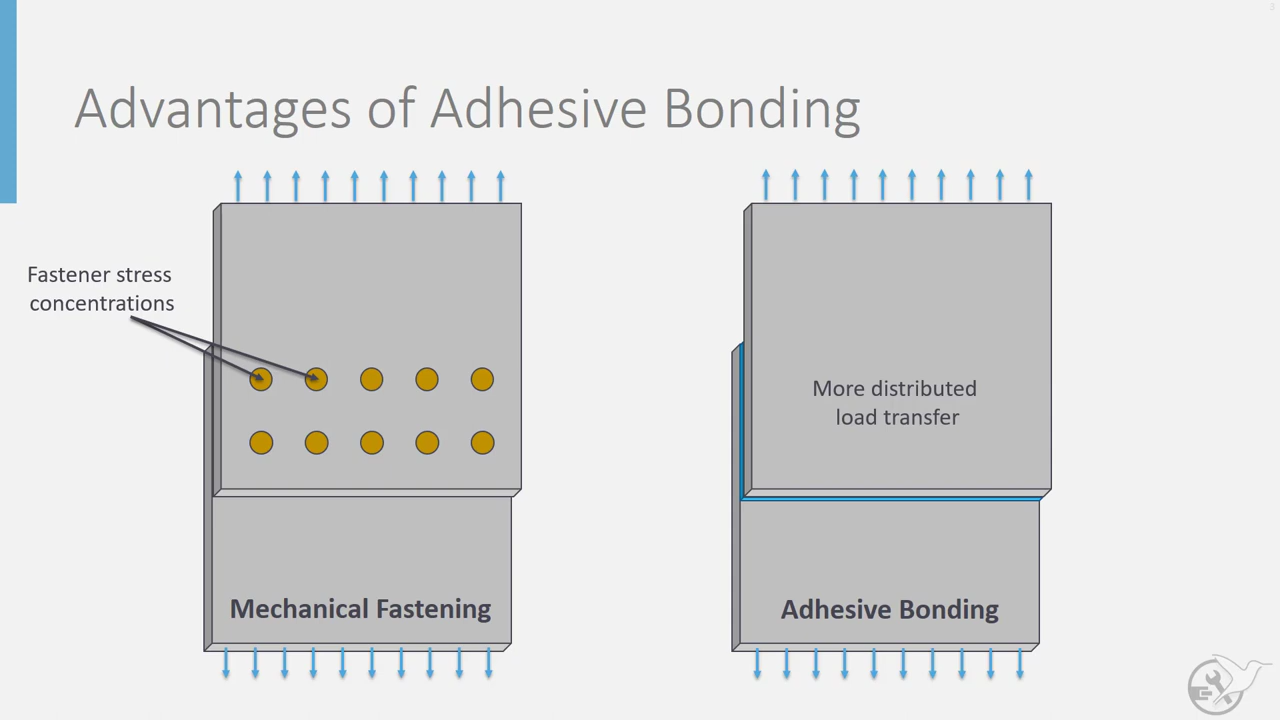 Advantages of Adhesive Bonding
Fastener stress
concentrations
More distributed
load transfer
Mechanical Fastening
Adhesive Bonding